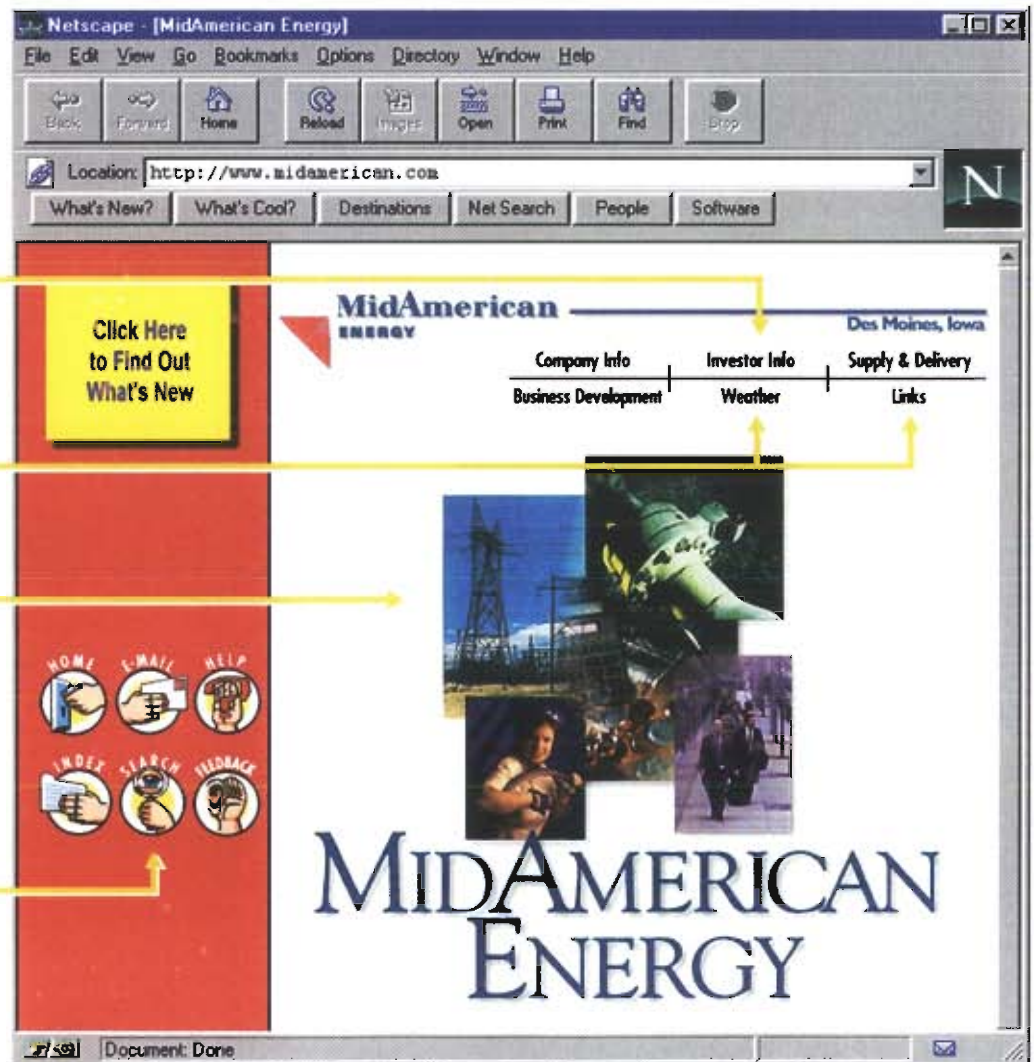 Netscape - [MidAmerican Energy]
File Edit View Go Bookmarks Options Directory Window Help
Back Forward Home Reload Images Open Print Find Stop
Location: http://www.midamerican.com
What's New? What's Cool? Destinations Net Search People Software
N
Click Here
to Find Out
What's New
MidAmerican
ENERGY
Des Moines, Iowa
Company Info Investor Info Supply & Delivery
Business Development Weather Links
HOME E-MAIL HELP
INDEX SEARCH FEEDBACK
MIDAMERICAN
ENERGY
Document: Done